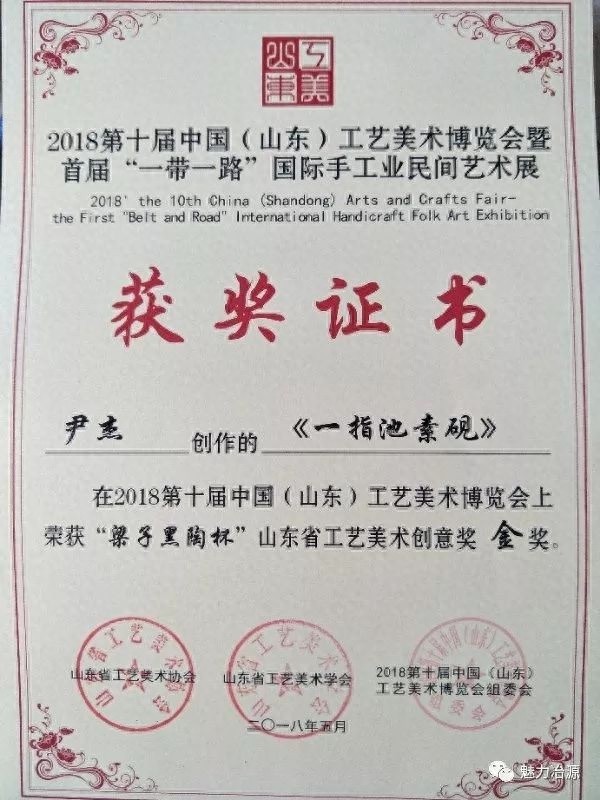 山东工美
2018第十届中国（山东）工艺美术博览会暨
首届“一带一路”国际手工业民间艺术展
2018' the 10th China (Shandong) Arts and Crafts Fair-
the First "Belt and Road" International Handicraft Folk Art Exhibition
获奖证书
尹杰 创作的 《一指池素砚》
在2018第十届中国（山东）工艺美术博览会上
荣获“梁子黑陶杯”山东省工艺美术创意奖 金 奖。
山东省工艺美术协会
山东省工艺美术学会
2018第十届中国（山东）
工艺美术博览会组委会
二〇一八年五月
魅力冶源